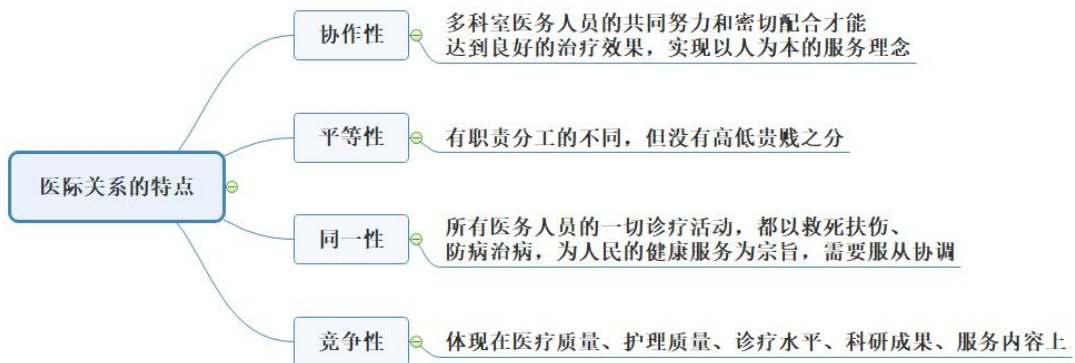 医际关系的特点
协作性
多科室医务人员的共同努力和密切配合才能
达到良好的治疗效果，实现以人为本的服务理念
平等性
有职责分工的不同，但没有高低贵贱之分
同一性
所有医务人员的一切诊疗活动，都以救死扶伤、
防病治病，为人民的健康服务为宗旨，需要服从协调
竞争性
体现在医疗质量、护理质量、诊疗水平、科研成果、服务内容上